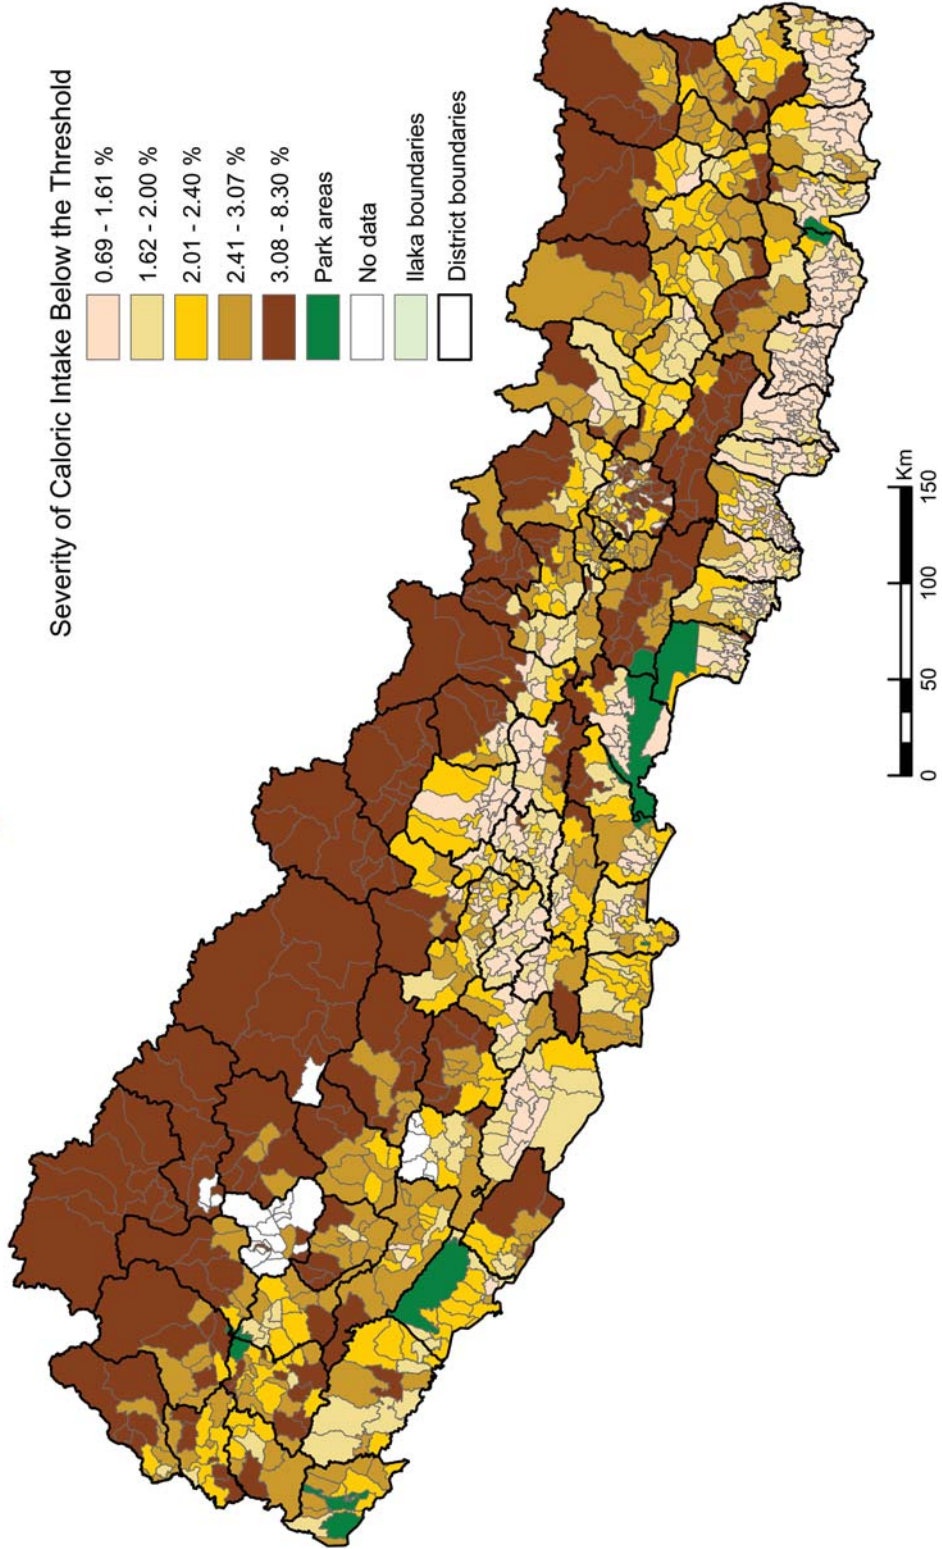 Severity of Caloric Intake Below the Threshold
0.69 - 1.61 %
1.62 - 2.00 %
2.01 - 2.40 %
2.41 - 3.07 %
3.08 - 8.30 %
Park areas
No data
Ilaka boundaries
District boundaries
0 50 100 150
Km